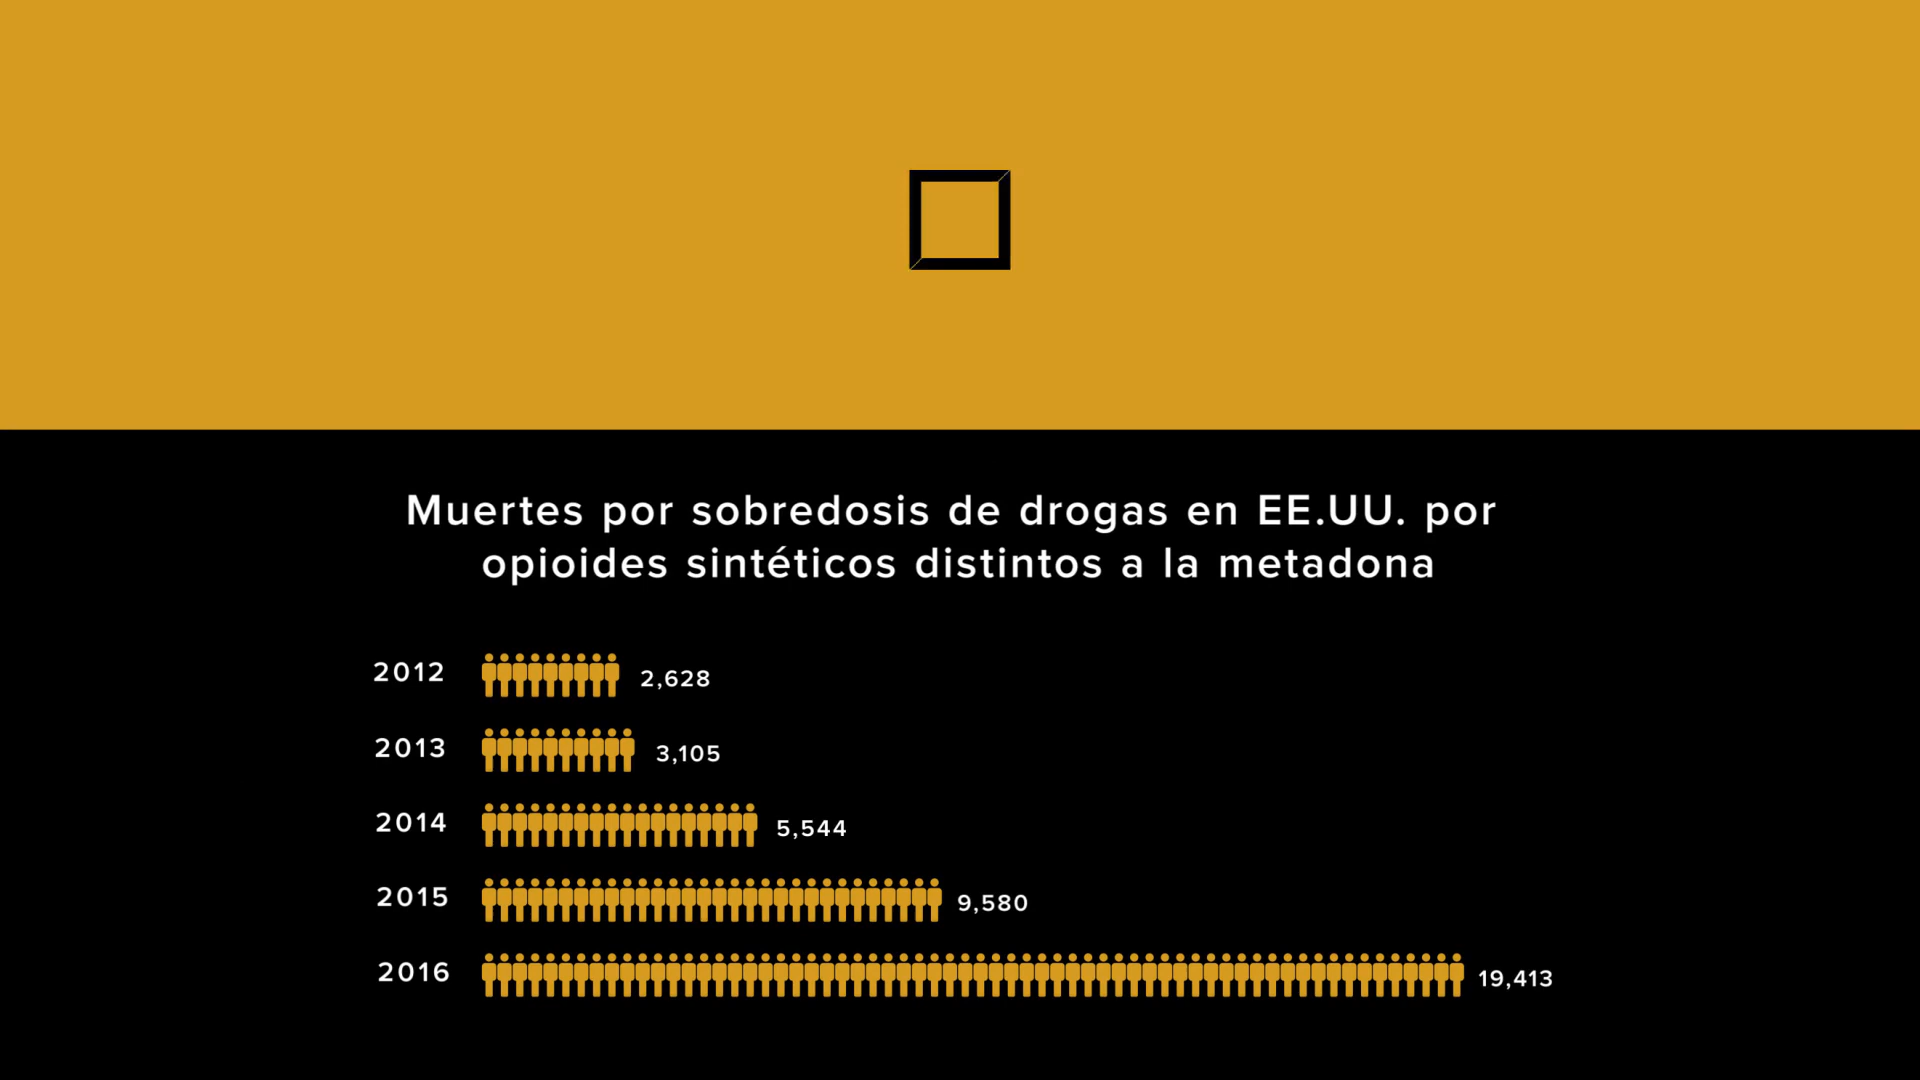 Muertes por sobredosis de drogas en EE.UU. por
opioides sintéticos distintos a la metadona
2012 2,628
2013 3,105
2014 5,544
2015 9,580
2016 19,413